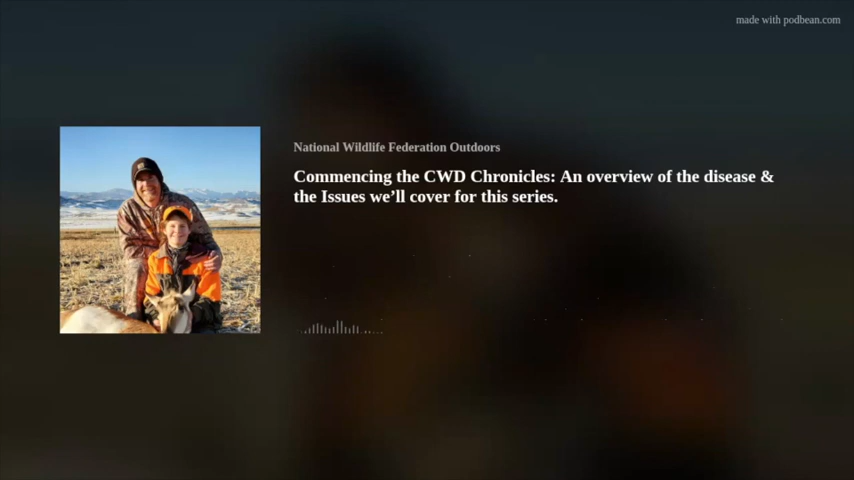 made with podbean.com
National Wildlife Federation Outdoors
Commencing the CWD Chronicles: An overview of the disease &
the Issues we’ll cover for this series.